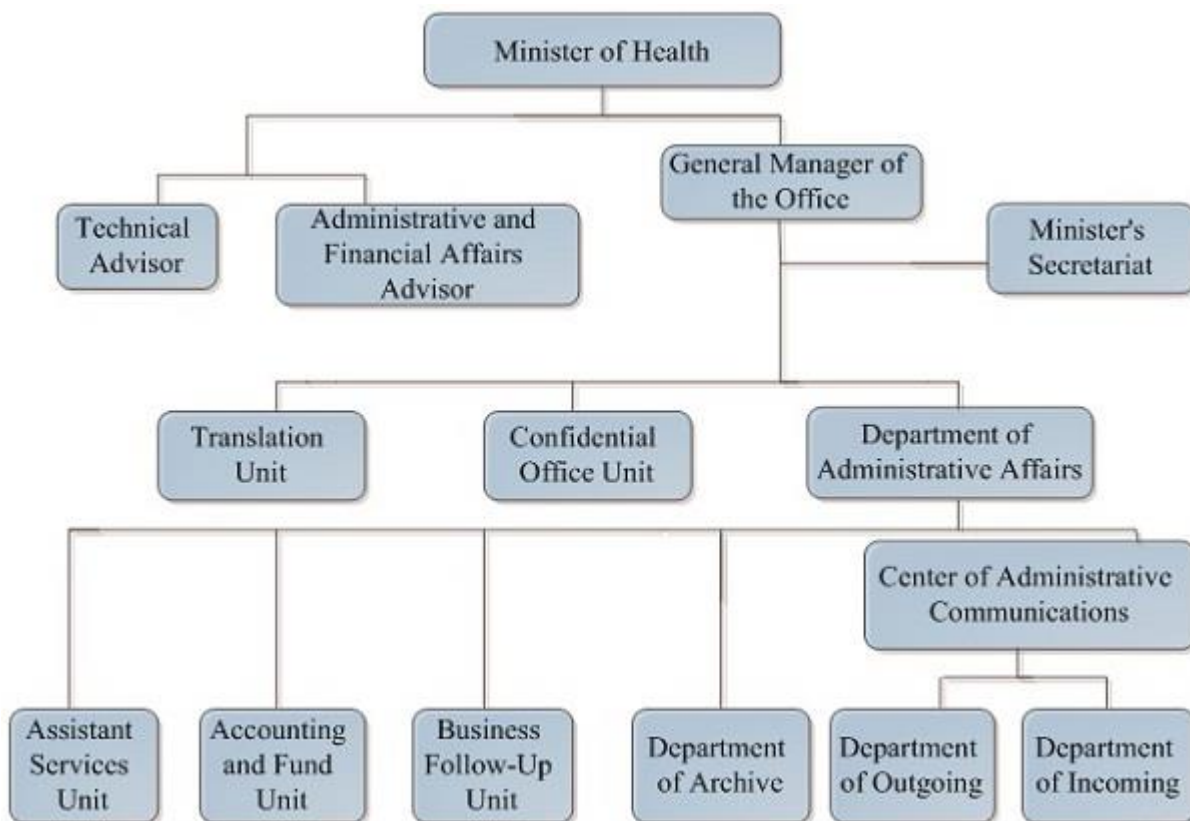 Minister of Health
General Manager of
the Office
Technical
Advisor
Administrative and
Financial Affairs
Advisor
Minister's
Secretariat
Translation
Unit
Confidential
Office Unit
Department of
Administrative Affairs
Center of Administrative
Communications
Assistant
Services
Unit
Accounting
and Fund
Unit
Business
Follow-Up
Unit
Department
of Archive
Department
of Outgoing
Department
of Incoming